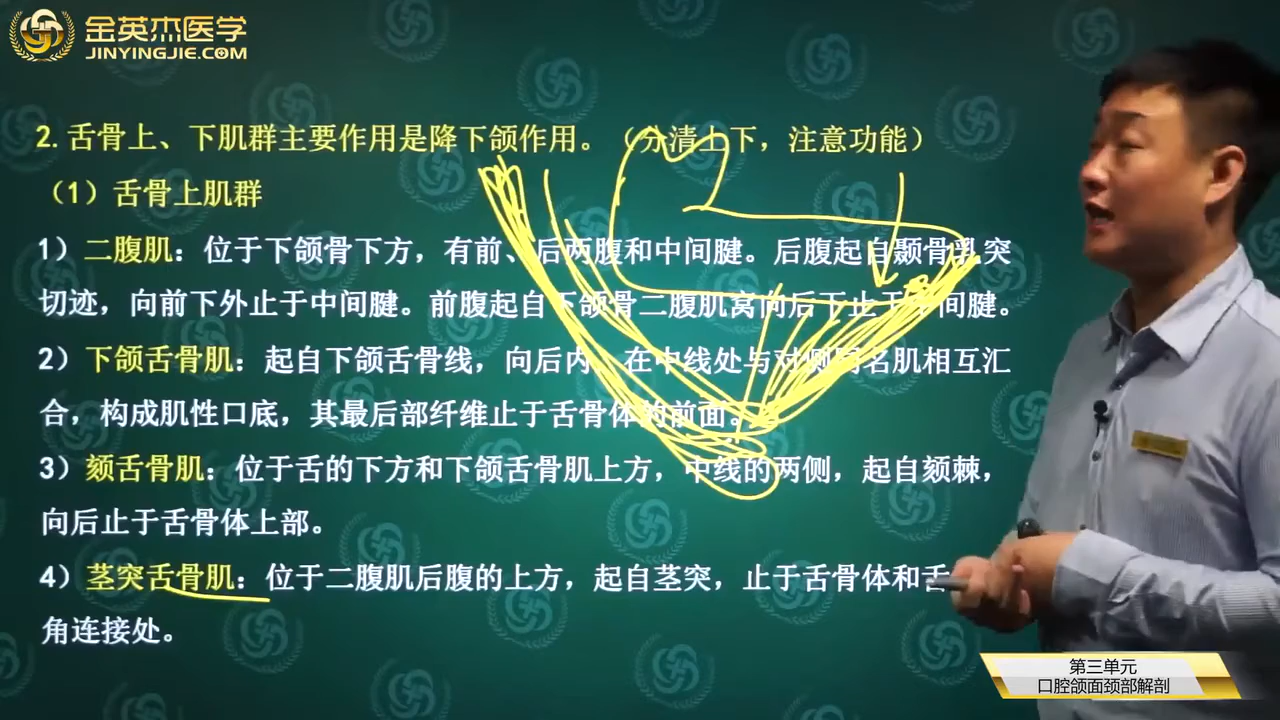 金英杰医学
JINYINGJIE.COM
2. 舌骨上、下肌群主要作用是降下颌作用。（分清上下，注意功能）
（1）舌骨上肌群
1）二腹肌：位于下颌骨下方，有前、后两腹和中间腱。后腹起自颞骨乳突
切迹，向前下外止于中间腱。前腹起自下颌骨二腹肌窝向后下止于中间腱。
2）下颌舌骨肌：起自下颌舌骨线，向后内，在中线处与对侧同名肌相互汇
合，构成肌性口底，其最后部纤维止于舌骨体的前面。
3）颏舌骨肌：位于舌的下方和下颌舌骨肌上方，中线的两侧，起自颏棘，
向后止于舌骨体上部。
4）茎突舌骨肌：位于二腹肌后腹的上方，起自茎突，止于舌骨体和舌
角连接处。
第三单元
口腔颌面颈部解剖